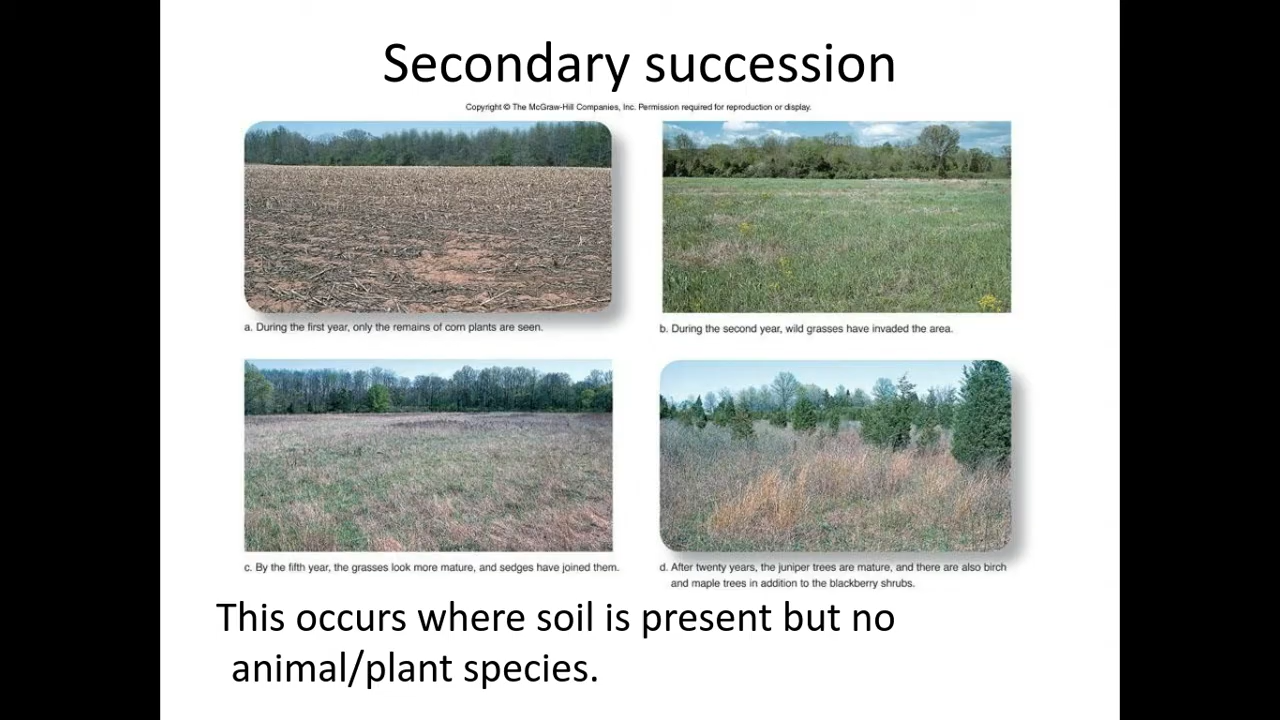 Secondary succession
Copyright © The McGraw-Hill Companies, Inc. Permission required for reproduction or display.
a. During the first year, only the remains of corn plants are seen.
b. During the second year, wild grasses have invaded the area.
c. By the fifth year, the grasses look more mature, and sedges have joined them.
d. After twenty years, the juniper trees are mature, and there are also birch
and maple trees in addition to the blackberry shrubs.
This occurs where soil is present but no
animal/plant species.